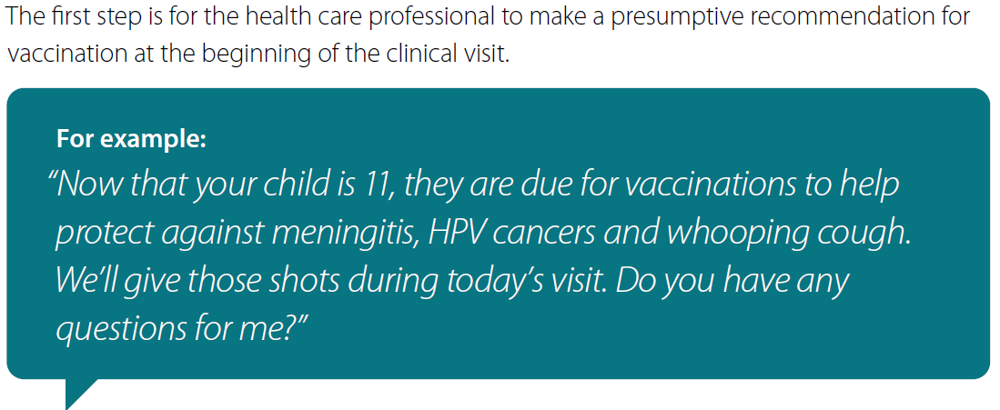 The first step is for the health care professional to make a presumptive recommendation for
vaccination at the beginning of the clinical visit.
For example:
“Now that your child is 11, they are due for vaccinations to help
protect against meningitis, HPV cancers and whooping cough.
We’ll give those shots during today’s visit. Do you have any
questions for me?”